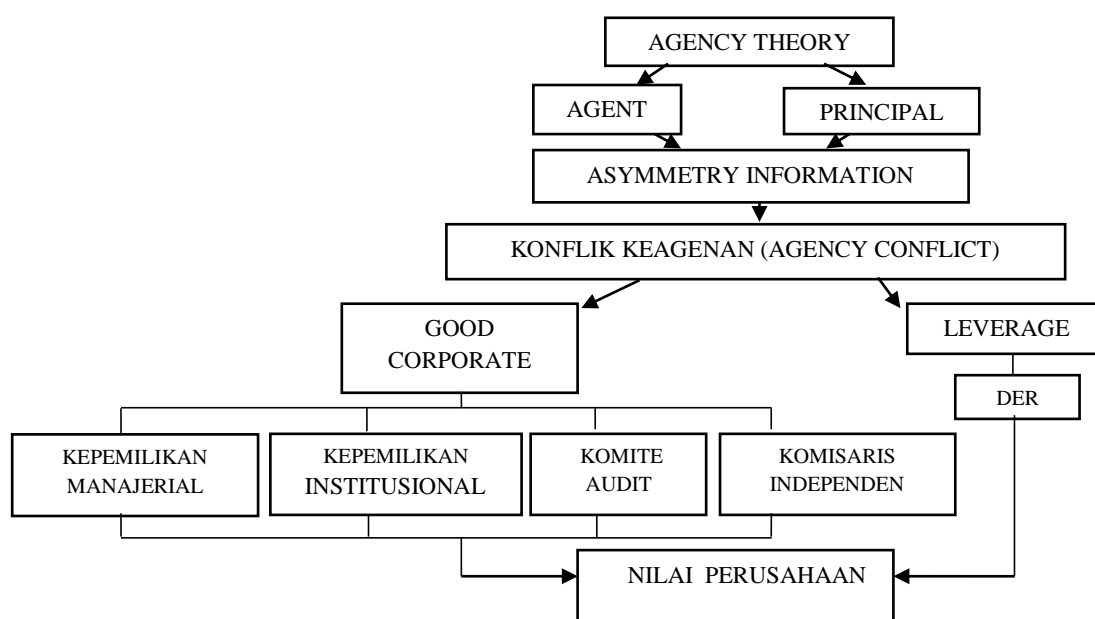 AGENCY THEORY
AGENT
PRINCIPAL
ASYMMETRY INFORMATION
KONFLIK KEAGENAN (AGENCY CONFLICT)
GOOD
CORPORATE
LEVERAGE
DER
KEPEMILIKAN
MANAJERIAL
KEPEMILIKAN
INSTITUSIONAL
KOMITE
AUDIT
KOMISARIS
INDEPENDEN
NILAI PERUSAHAAN